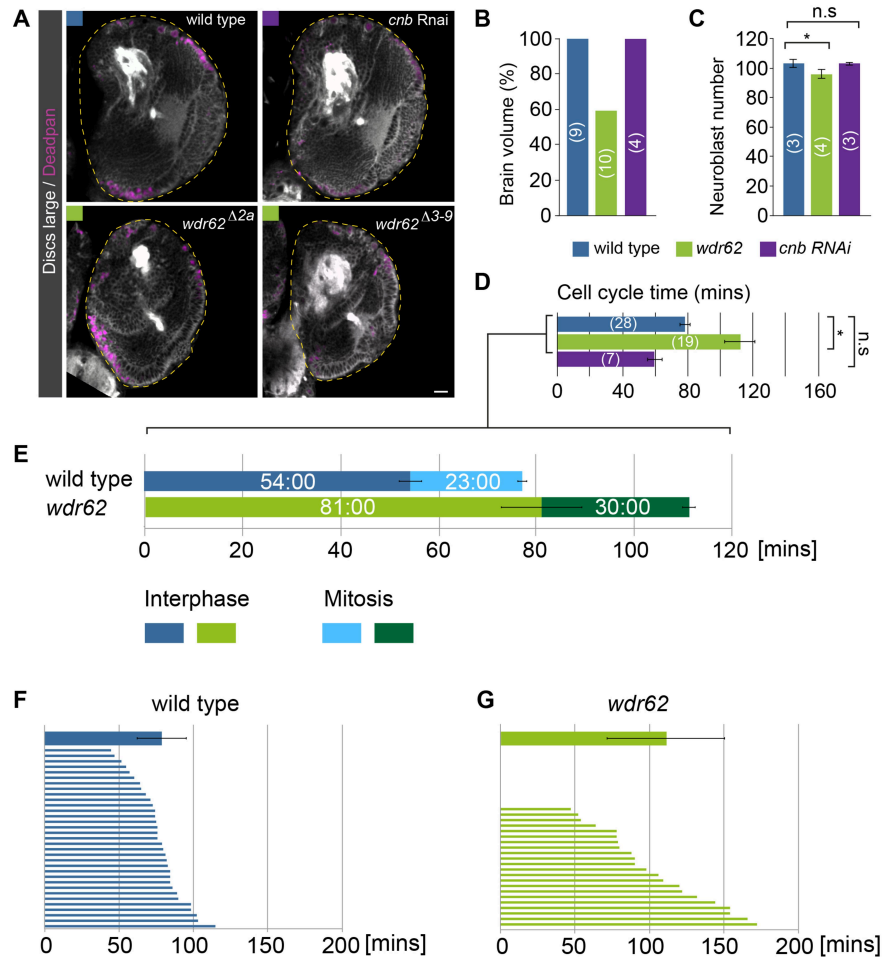 A
Discs large / Deadpan
wild type
cnb Rnai
wdr62 Δ2a
wdr62 Δ3-9
B
Brain volume (%)
100
80
60
40
20
0
(9)
(10)
(4)
C
n.s
*
Neuroblast number
120
100
80
60
40
20
0
(3)
(4)
(3)
wild type wdr62 cnb RNAi
D
Cell cycle time (mins)
(28)
(19)
(7)
*
n.s
0 40 80 120 160
E
wild type 54:00 23:00
wdr62 81:00 30:00
0 20 40 60 80 100 120 [mins]
Interphase Mitosis
F
wild type
0 50 100 150 200 [mins]
G
wdr62
0 50 100 150 200 [mins]